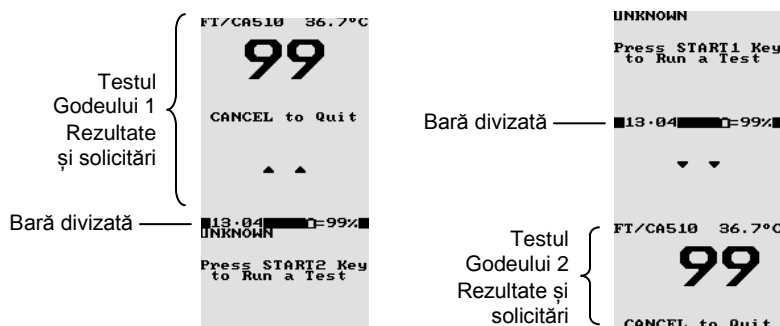 Testul
Godeului 1
Rezultate
și solicitări
Bară divizată
FT/CA510 36.7°C
99
CANCEL to Quit
13·04 =99%
UNKNOWN
Press START2 Key
to Run a Test
Bară divizată
Testul
Godeului 2
Rezultate și
solicitări
UNKNOWN
Press START1 Key
to Run a Test
13·04 =99%
FT/CA510 36.7°C
99
CANCEL to Quit